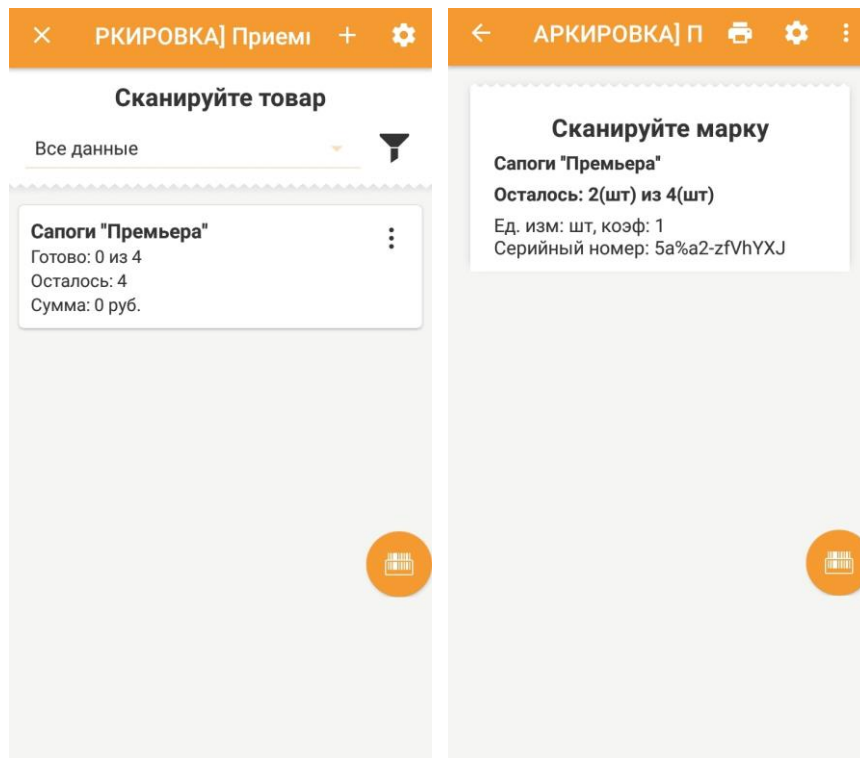 РКИРОВКА] Приемı
Сканируйте товар
Все данные
Сапоги "Премьера"
Готово: 0 из 4
Осталось: 4
Сумма: 0 руб.
АРКИРОВКА] П
Сканируйте марку
Сапоги "Премьера"
Осталось: 2(шт) из 4(шт)
Ед. изм: шт, коэф: 1
Серийный номер: 5a%a2-zfVhYXJ